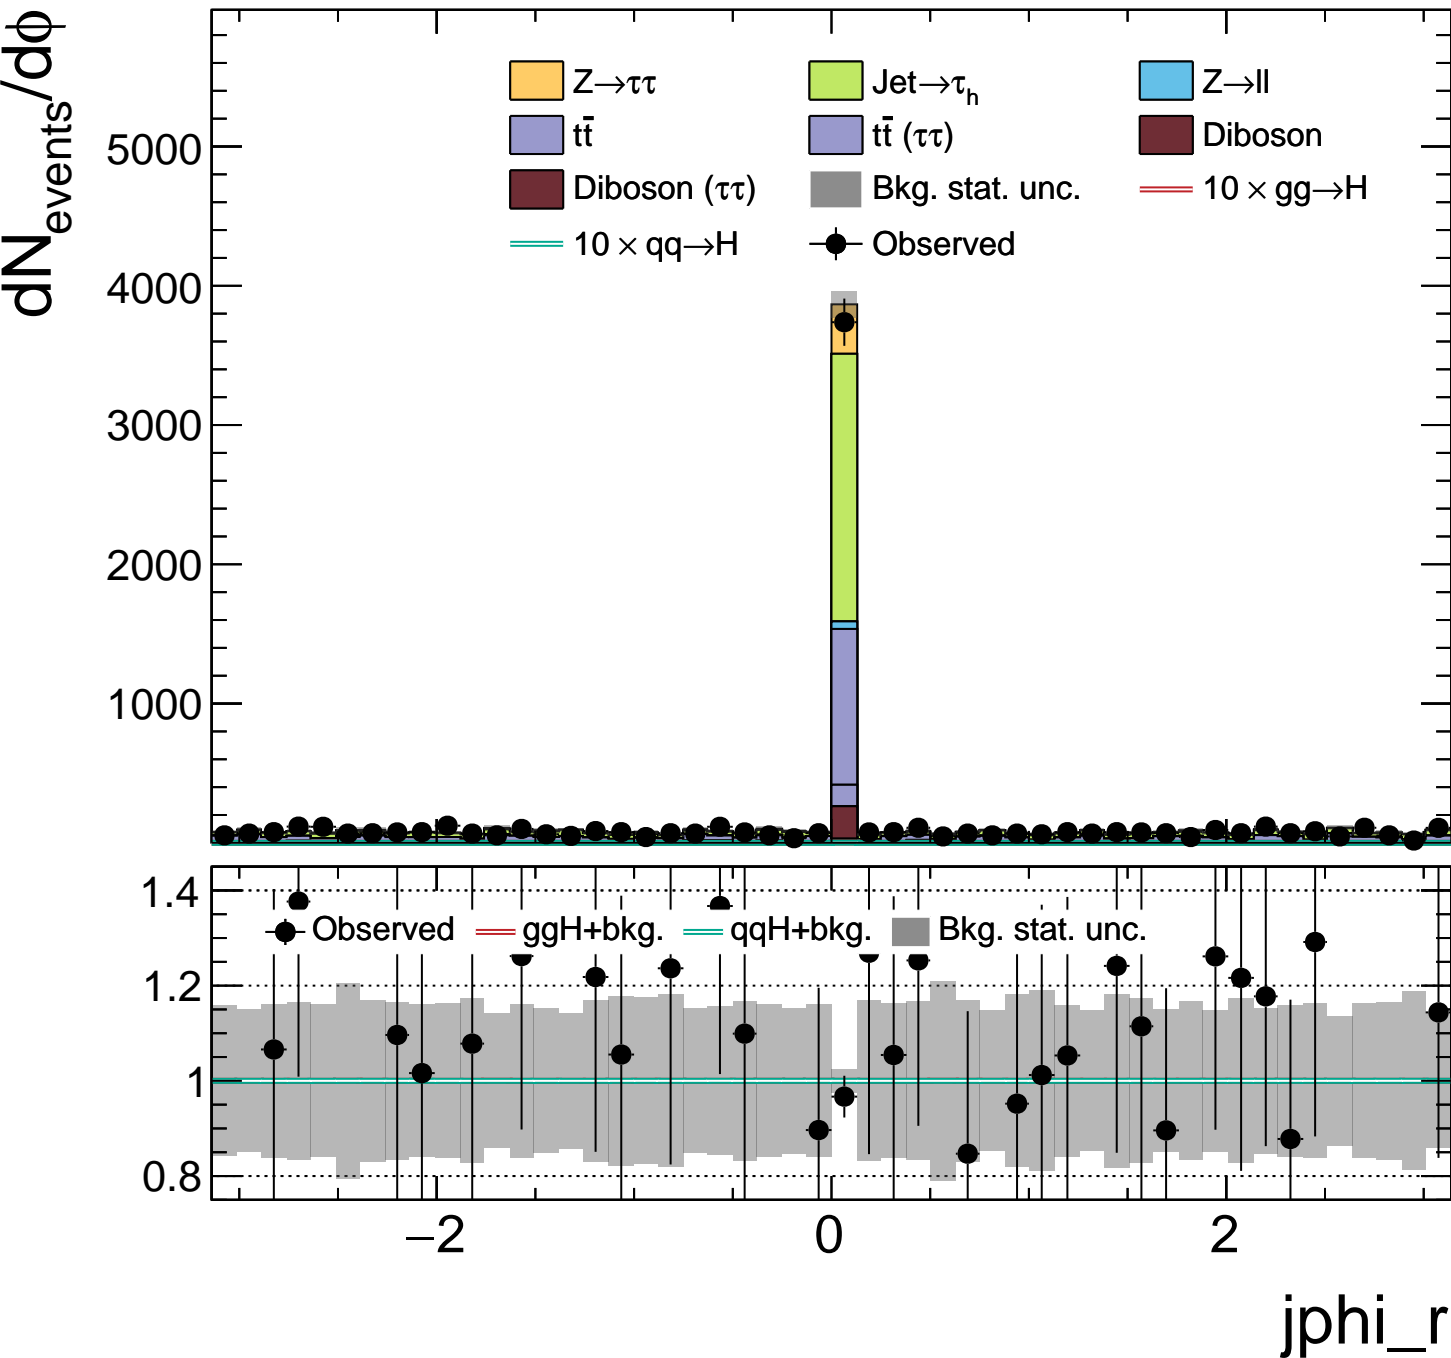 dN_events/dϕ
Z→ττ Jet→τ_h Z→ll
tt̄ tt̄ (ττ) Diboson
Diboson (ττ) Bkg. stat. unc. 10 × gg→H
10 × qq→H Observed
5000
4000
3000
2000
1000
1.4
Observed ggH+bkg. qqH+bkg. Bkg. stat. unc.
1.2
1
0.8
−2 0 2
jphi_r